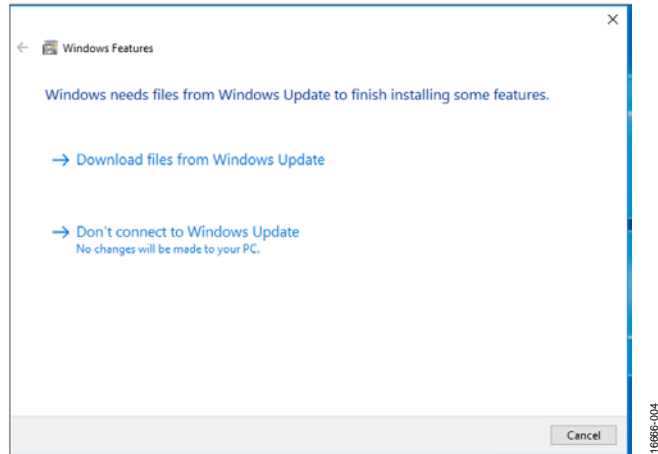 Windows Features
Windows needs files from Windows Update to finish installing some features.
Download files from Windows Update
Don't connect to Windows Update
No changes will be made to your PC.
Cancel
16666-004